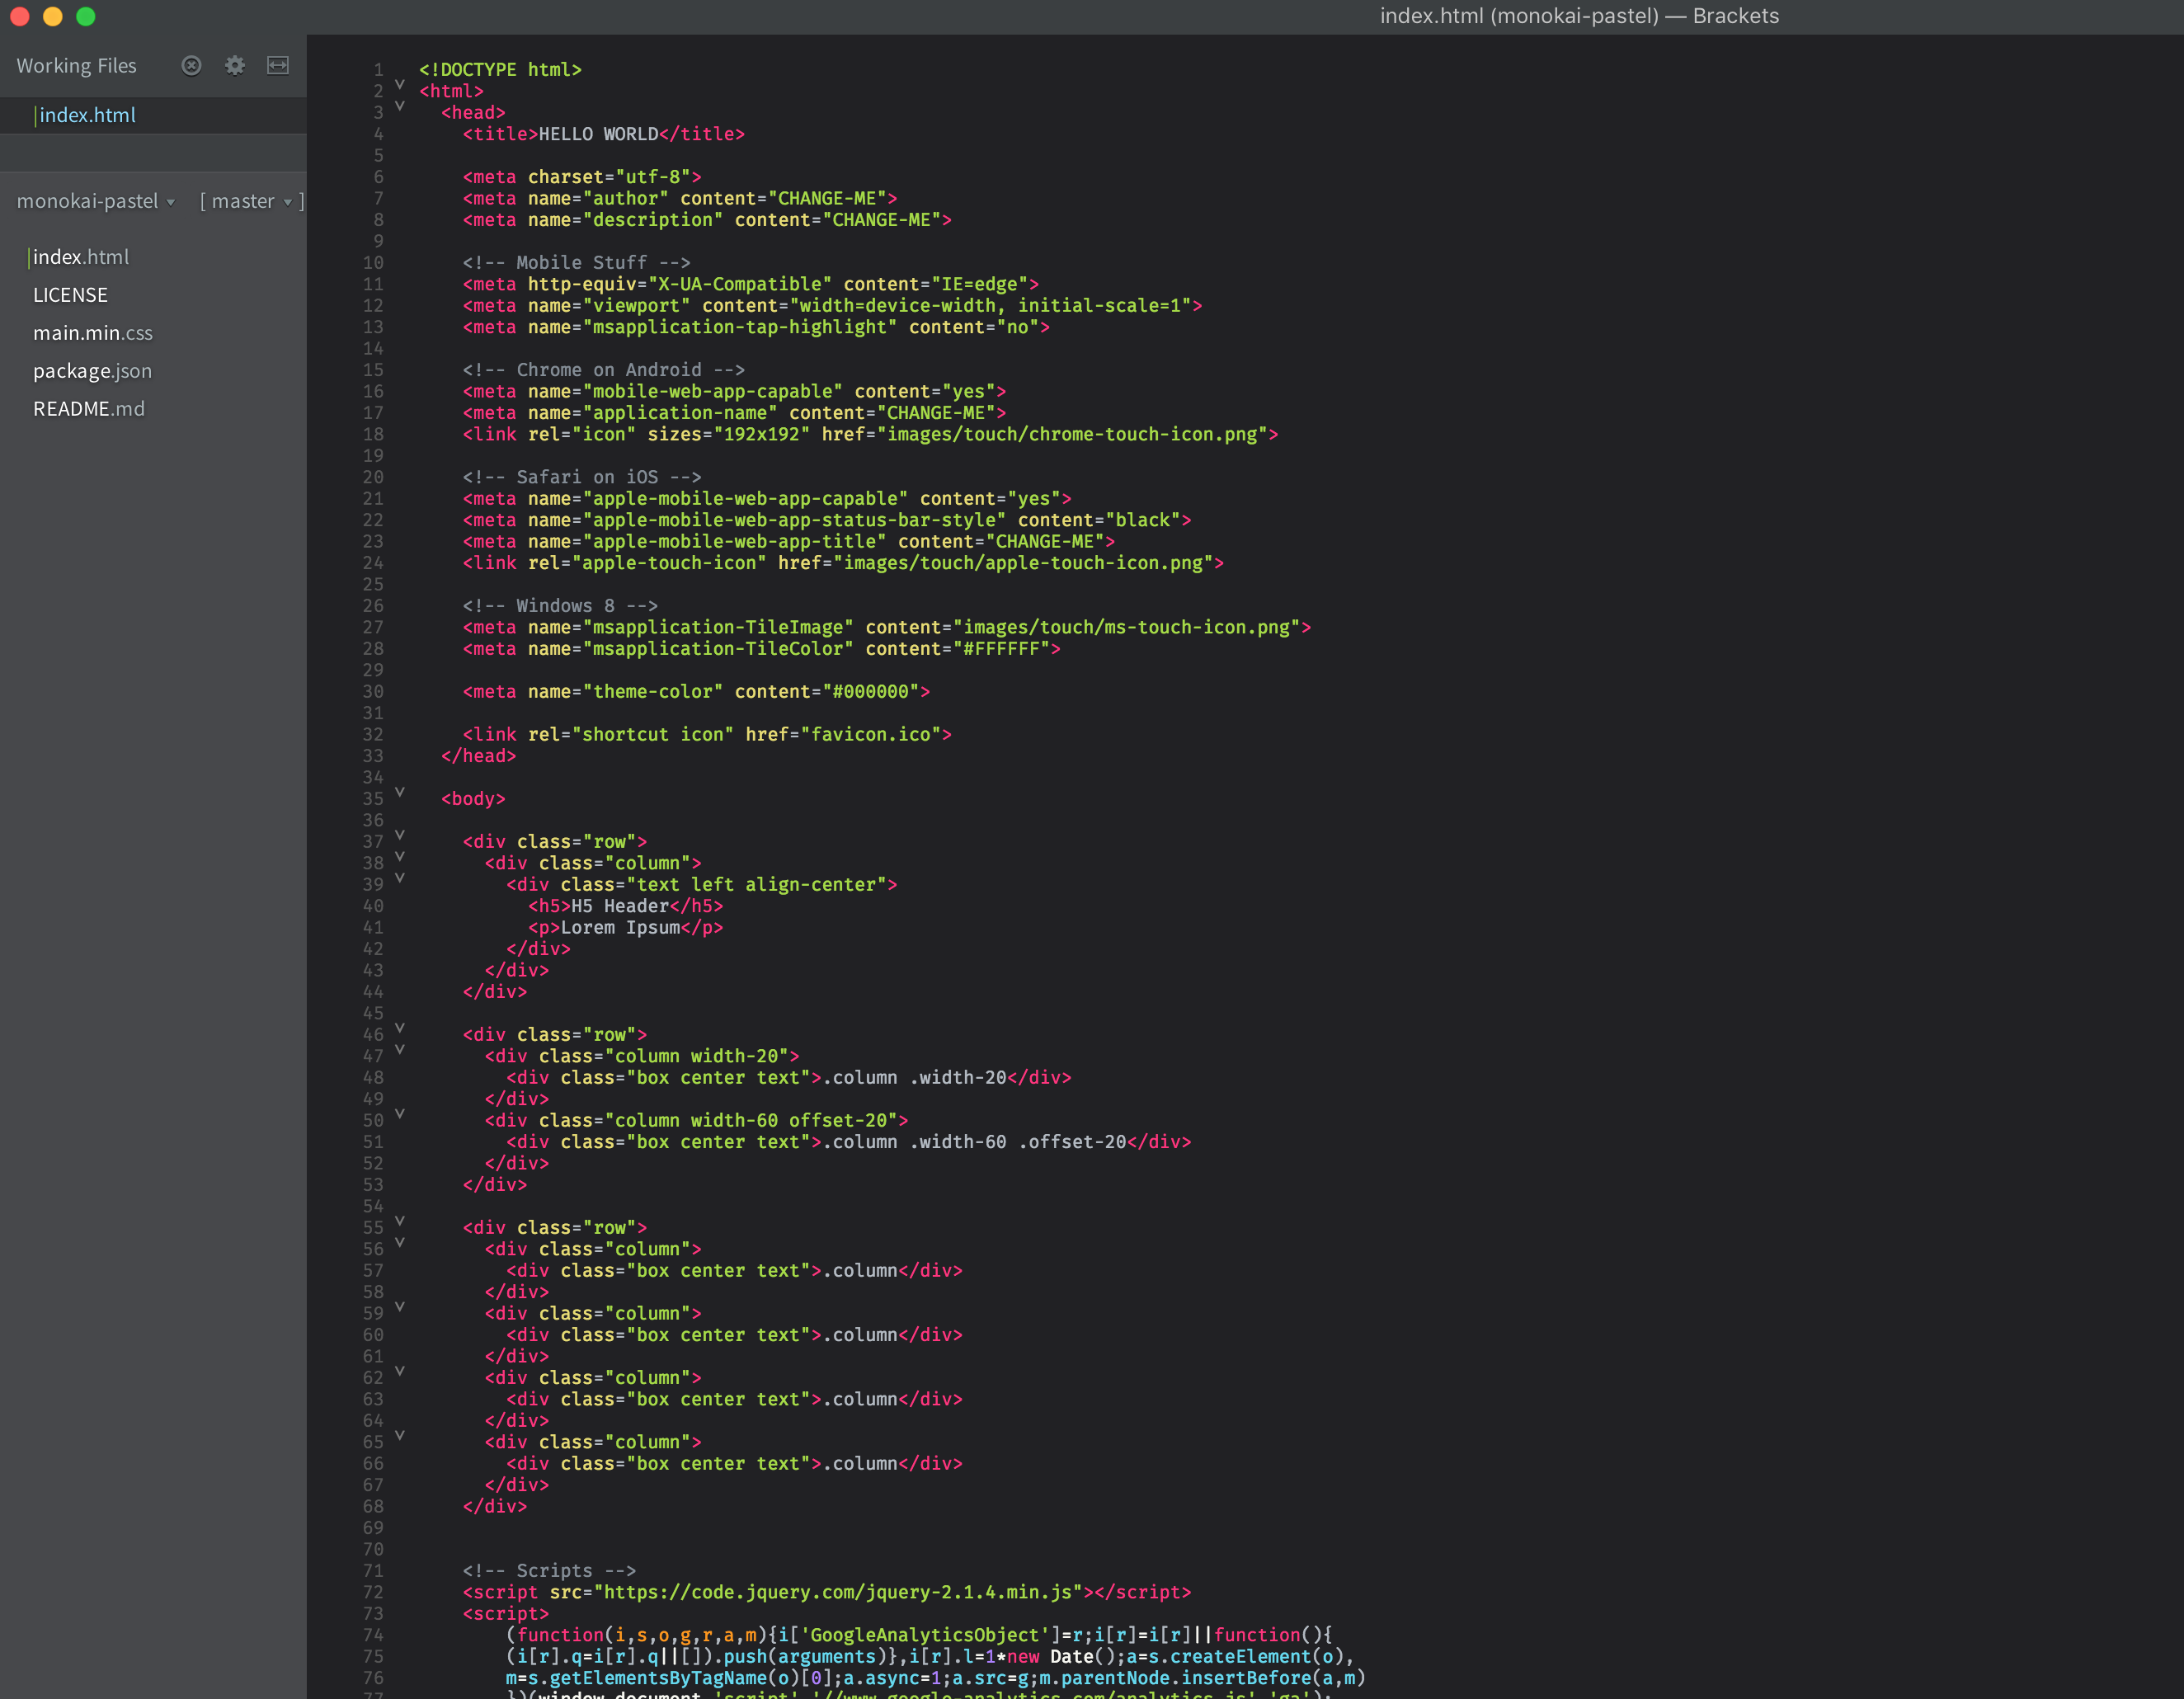 index.html (monokai-pastel) — Brackets
Working Files
index.html
monokai-pastel [ master ]
index.html
LICENSE
main.min.css
package.json
README.md
1 <!DOCTYPE html>
2 <html>
3 <head>
4 <title>HELLO WORLD</title>
5
6 <meta charset="utf-8">
7 <meta name="author" content="CHANGE-ME">
8 <meta name="description" content="CHANGE-ME">
9
10 <!-- Mobile Stuff -->
11 <meta http-equiv="X-UA-Compatible" content="IE=edge">
12 <meta name="viewport" content="width=device-width, initial-scale=1">
13 <meta name="msapplication-tap-highlight" content="no">
14
15 <!-- Chrome on Android -->
16 <meta name="mobile-web-app-capable" content="yes">
17 <meta name="application-name" content="CHANGE-ME">
18 <link rel="icon" sizes="192x192" href="images/touch/chrome-touch-icon.png">
19
20 <!-- Safari on iOS -->
21 <meta name="apple-mobile-web-app-capable" content="yes">
22 <meta name="apple-mobile-web-app-status-bar-style" content="black">
23 <meta name="apple-mobile-web-app-title" content="CHANGE-ME">
24 <link rel="apple-touch-icon" href="images/touch/apple-touch-icon.png">
25
26 <!-- Windows 8 -->
27 <meta name="msapplication-TileImage" content="images/touch/ms-touch-icon.png">
28 <meta name="msapplication-TileColor" content="#FFFFFF">
29
30 <meta name="theme-color" content="#000000">
31
32 <link rel="shortcut icon" href="favicon.ico">
33 </head>
34
35 <body>
36
37 <div class="row">
38 <div class="column">
39 <div class="text left align-center">
40 <h5>H5 Header</h5>
41 <p>Lorem Ipsum</p>
42 </div>
43 </div>
44 </div>
45
46 <div class="row">
47 <div class="column width-20">
48 <div class="box center text">.column .width-20</div>
49 </div>
50 <div class="column width-60 offset-20">
51 <div class="box center text">.column .width-60 .offset-20</div>
52 </div>
53 </div>
54
55 <div class="row">
56 <div class="column">
57 <div class="box center text">.column</div>
58 </div>
59 <div class="column">
60 <div class="box center text">.column</div>
61 </div>
62 <div class="column">
63 <div class="box center text">.column</div>
64 </div>
65 <div class="column">
66 <div class="box center text">.column</div>
67 </div>
68 </div>
69
70
71 <!-- Scripts -->
72 <script src="https://code.jquery.com/jquery-2.1.4.min.js"></script>
73 <script>
74 (function(i,s,o,g,r,a,m){i['GoogleAnalyticsObject']=r;i[r]=i[r]||function(){
75 (i[r].q=i[r].q||[]).push(arguments)},i[r].l=1*new Date();a=s.createElement(o),
76 m=s.getElementsByTagName(o)[0];a.async=1;a.src=g;m.parentNode.insertBefore(a,m)
77 })(window,document,'script','//www.google-analytics.com/analytics.js','ga');